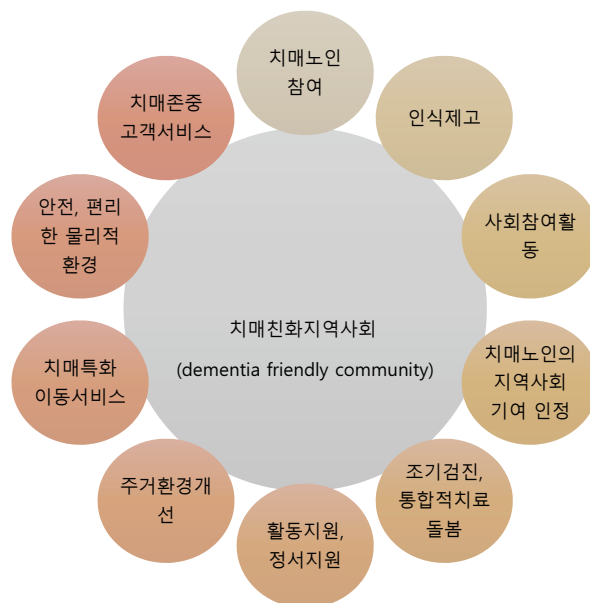 치매노인
참여
인식제고
사회참여활
동
치매노인의
지역사회
기여 인정
조기검진,
통합적치료
돌봄
활동지원,
정서지원
주거환경개
선
치매특화
이동서비스
안전, 편리
한 물리적
환경
치매존중
고객서비스
치매친화지역사회
(dementia friendly community)